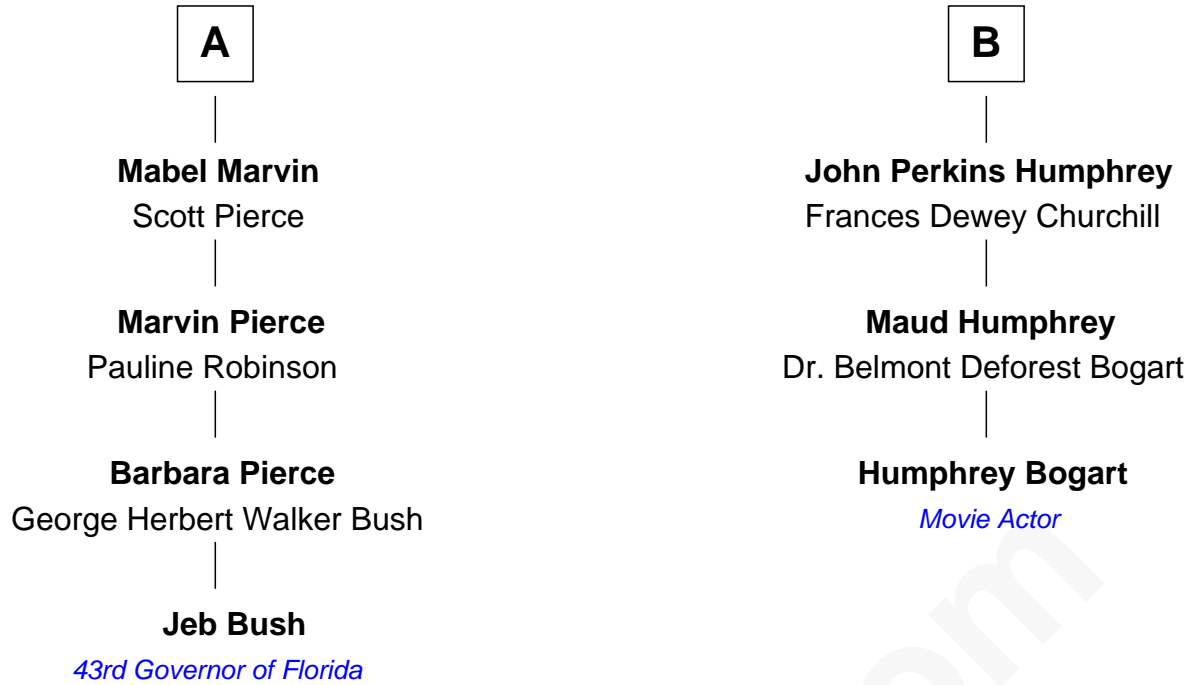 A
B
Mabel Marvin
Scott Pierce
John Perkins Humphrey
Frances Dewey Churchill
Marvin Pierce
Pauline Robinson
Maud Humphrey
Dr. Belmont Deforest Bogart
Barbara Pierce
George Herbert Walker Bush
Humphrey Bogart
Movie Actor
Jeb Bush
43rd Governor of Florida
om